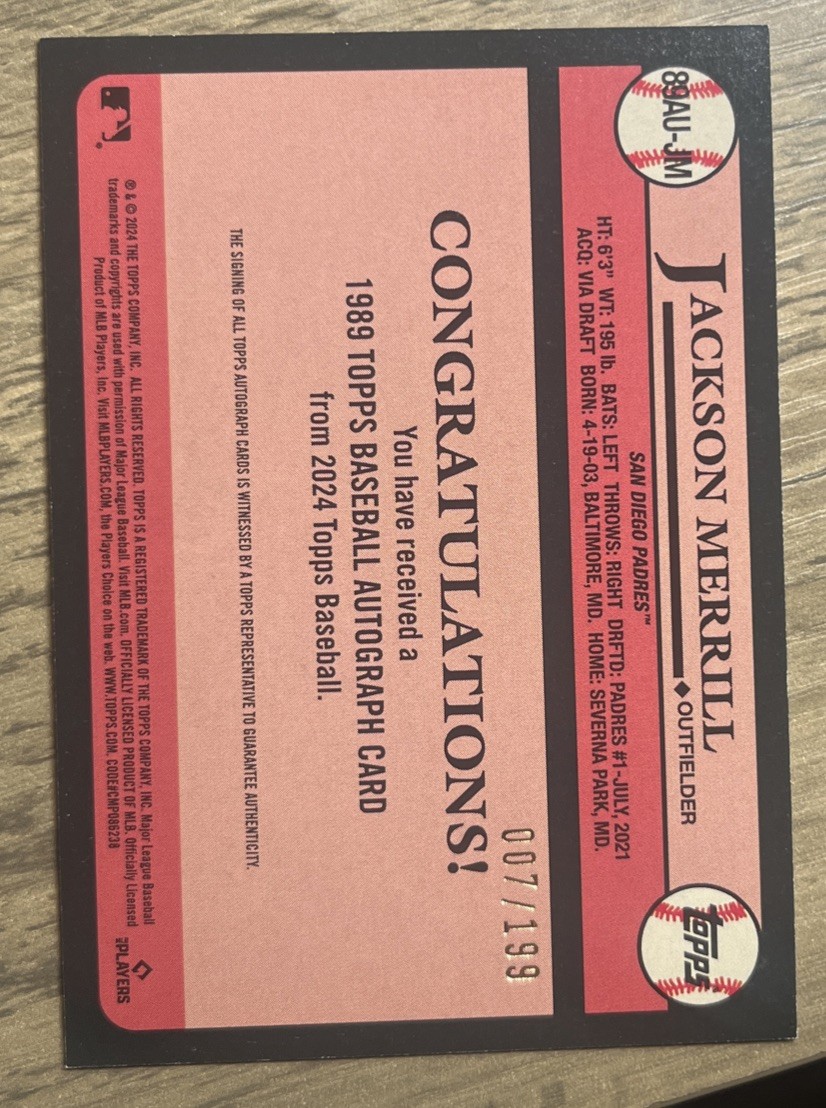 89AU-JM
JACKSON MERRILL
◆OUTFIELDER
topps
SAN DIEGO PADRES™
HT: 6'3" WT: 195 lb. BATS: LEFT THROWS: RIGHT DRFTD: PADRES #1-JULY, 2021
ACQ: VIA DRAFT BORN: 4-19-03, BALTIMORE, MD. HOME: SEVERNA PARK, MD.
007/199
CONGRATULATIONS!
You have received a
1989 TOPPS BASEBALL AUTOGRAPH CARD
from 2024 Topps Baseball.
THE SIGNING OF ALL TOPPS AUTOGRAPH CARDS IS WITNESSED BY A TOPPS REPRESENTATIVE TO GUARANTEE AUTHENTICITY.
® & © 2024 THE TOPPS COMPANY, INC. ALL RIGHTS RESERVED. TOPPS IS A REGISTERED TRADEMARK OF THE TOPPS COMPANY, INC. Major League Baseball
trademarks and copyrights are used with permission of Major League Baseball. Visit MLB.com. OFFICIALLY LICENSED PRODUCT OF MLB. Officially Licensed
Product of MLB Players, Inc. Visit MLBPLAYERS.COM, the Players Choice on the web. WWW.TOPPS.COM. CODE#CMP086238
MLB PLAYERS